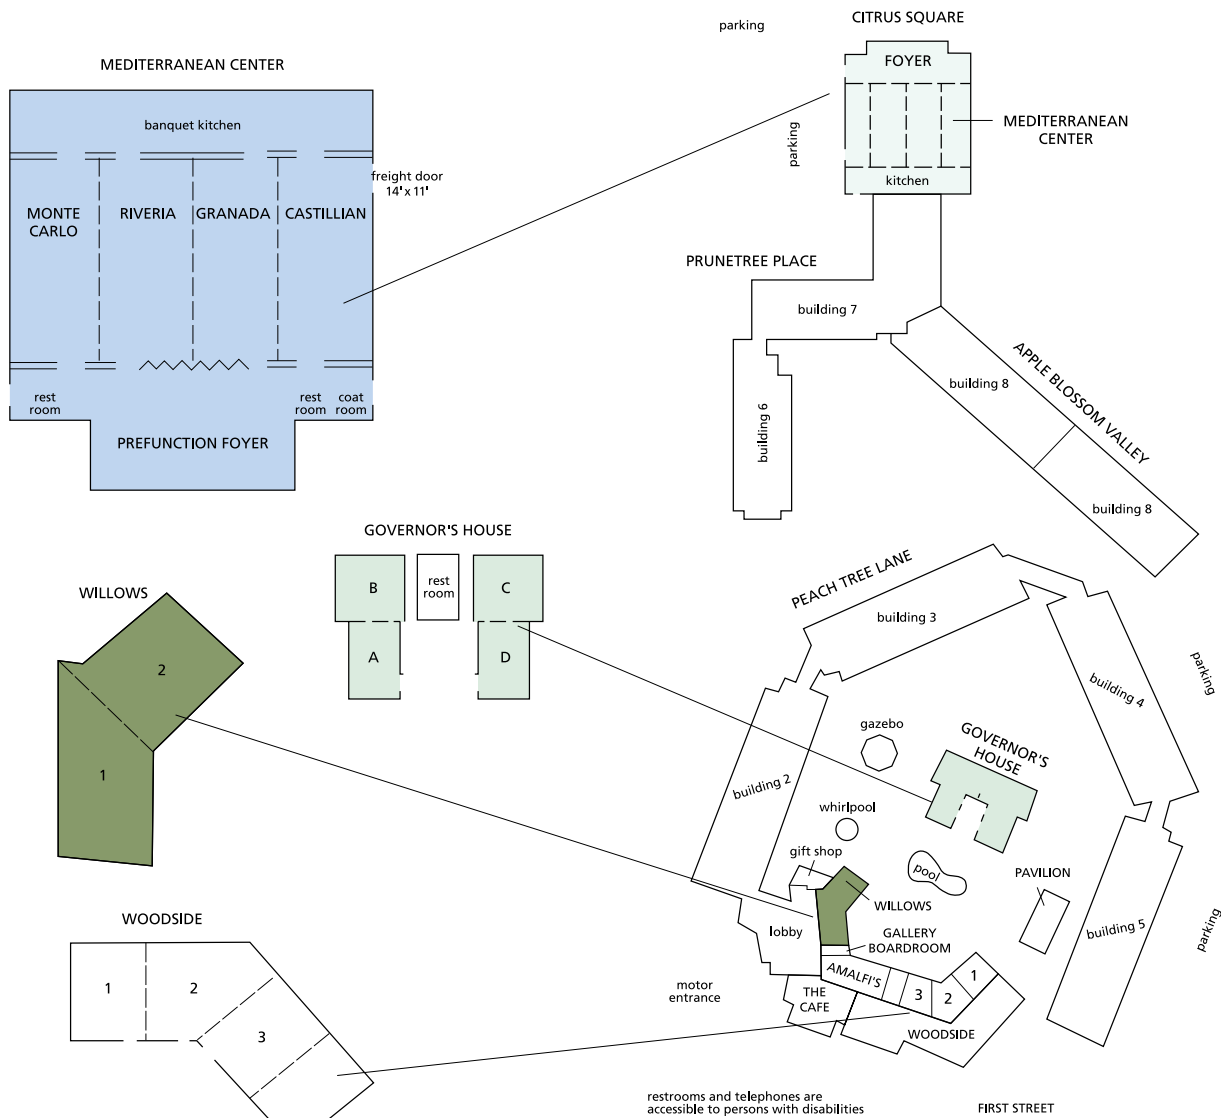 parking
CITRUS SQUARE
FOYER
MEDITERRANEAN
CENTER
parking
kitchen
MEDITERRANEAN CENTER
banquet kitchen
freight door
14' x 11'
MONTE
CARLO
RIVERIA
GRANADA
CASTILLIAN
rest
room
rest
room
coat
room
PREFUNCTION FOYER
PRUNETREE PLACE
building 7
building 6
building 8
APPLE BLOSSOM VALLEY
building 8
GOVERNOR'S HOUSE
B
rest
room
C
A
D
WILLOWS
2
1
PEACH TREE LANE
building 3
building 4
parking
gazebo
GOVERNOR'S
HOUSE
building 2
whirlpool
gift shop
pool
PAVILION
WILLOWS
building 5
parking
lobby
GALLERY
BOARDROOM
AMALFI'S
3
2
1
motor
entrance
THE
CAFE
WOODSIDE
WOODSIDE
1
2
3
restrooms and telephones are
accessible to persons with disabilities
FIRST STREET